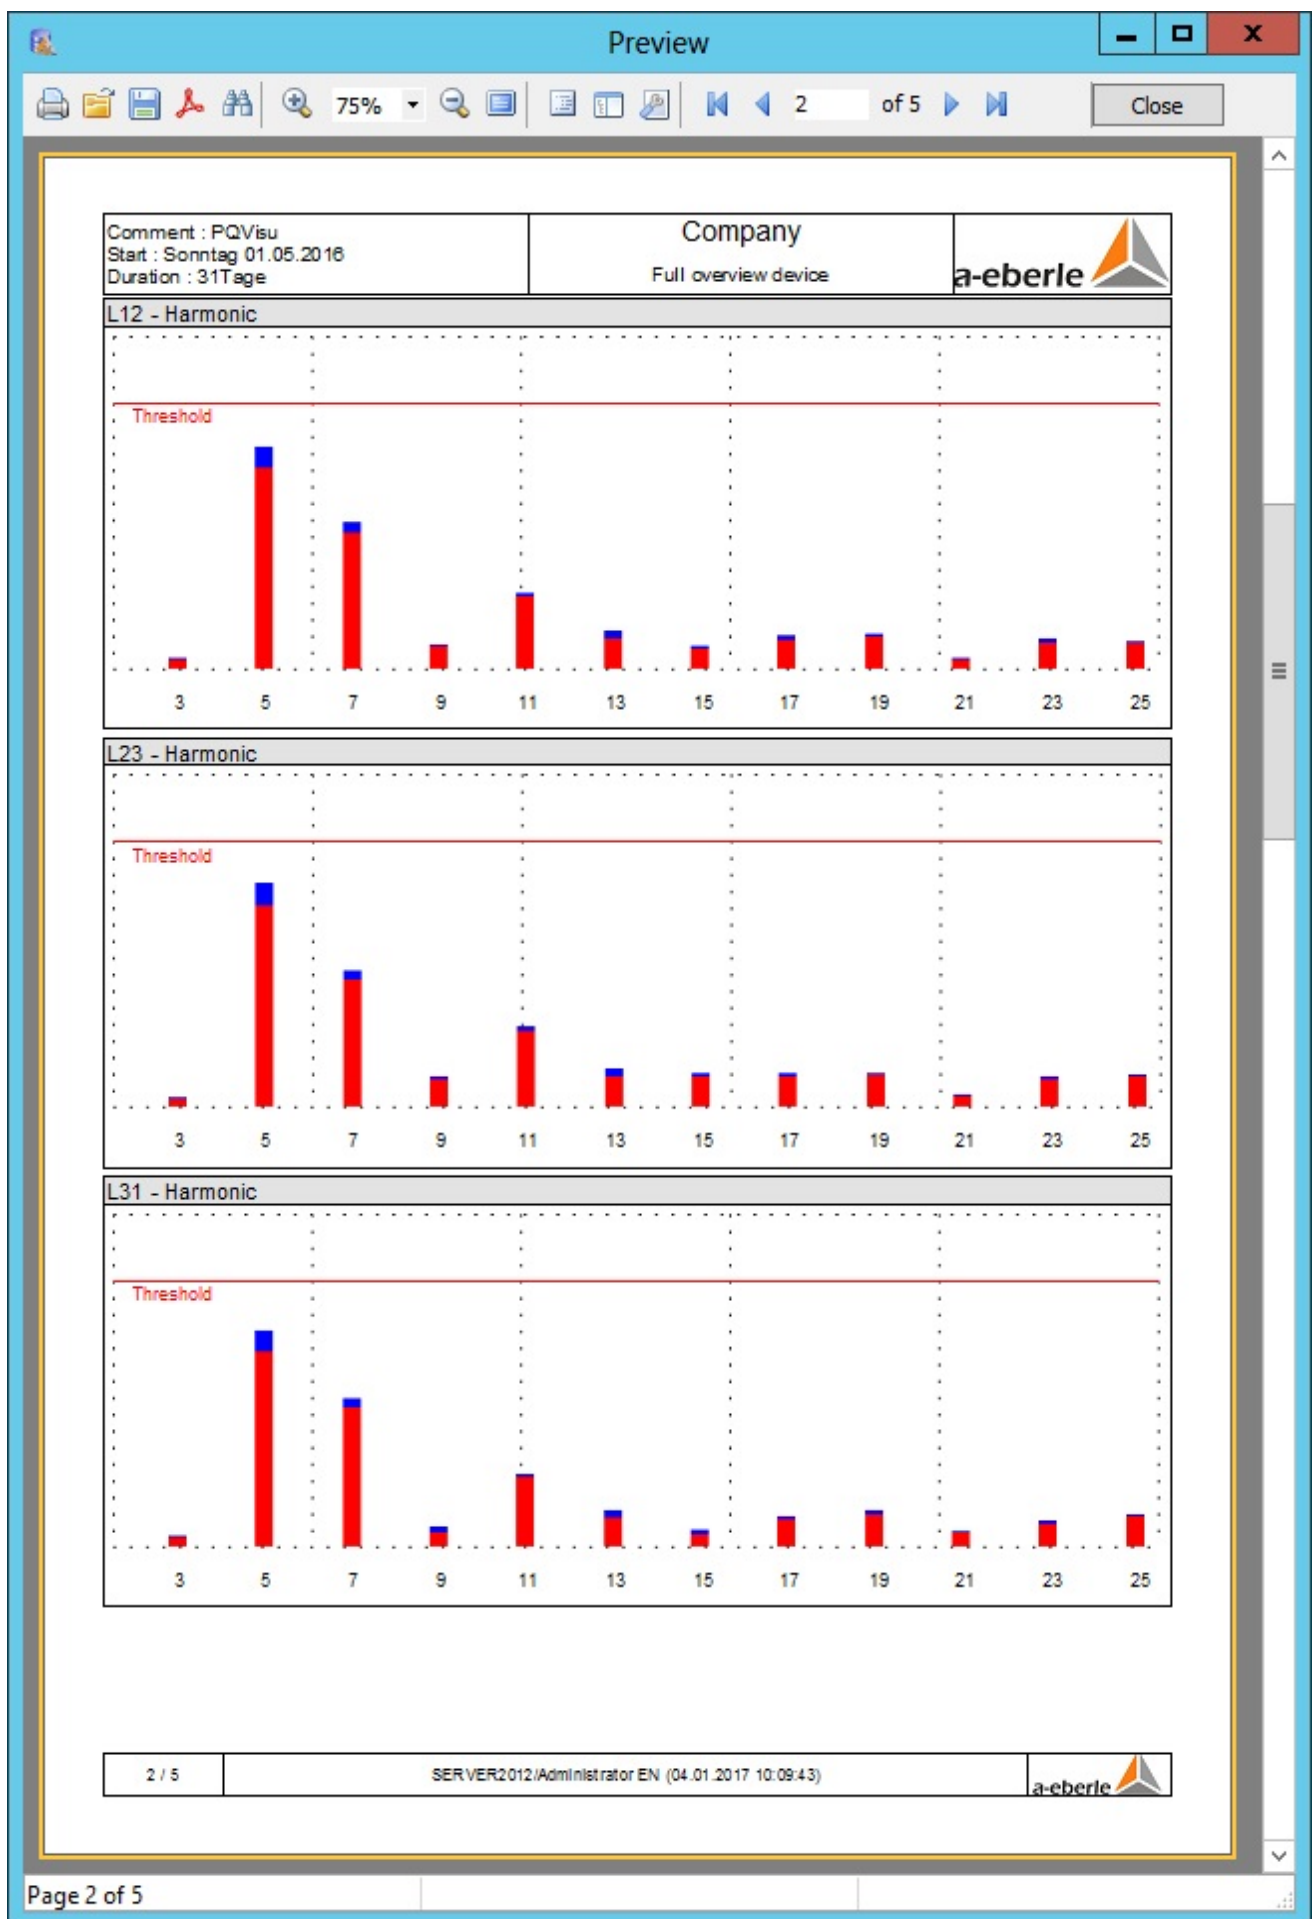 Preview
75%
2 of 5
Close
Comment : PQVisu
Start : Sonntag 01.05.2016
Duration : 31Tage
Company
Full overview device
a-eberle
L12 - Harmonic
Threshold
3 5 7 9 11 13 15 17 19 21 23 25
L23 - Harmonic
Threshold
3 5 7 9 11 13 15 17 19 21 23 25
L31 - Harmonic
Threshold
3 5 7 9 11 13 15 17 19 21 23 25
2 / 5
SERVER2012/Administrator EN (04.01.2017 10:09:43)
a-eberle
Page 2 of 5